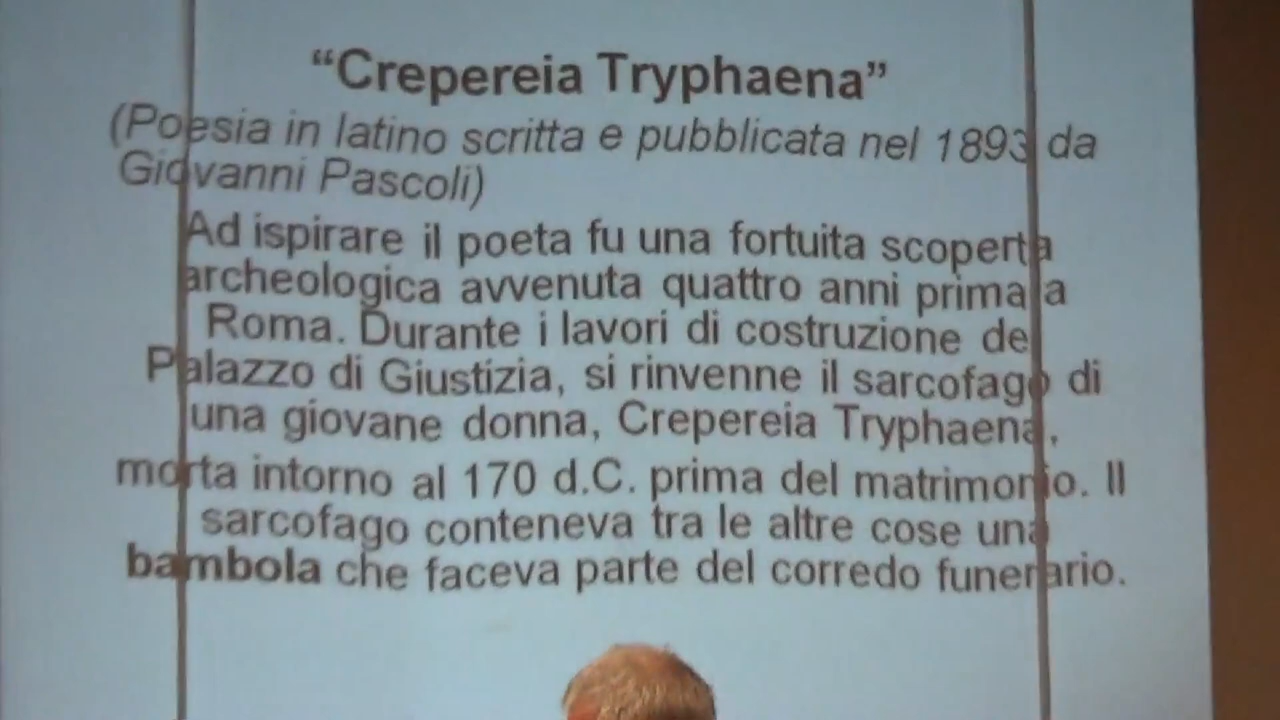 “Crepereia Tryphaena”
(Poesia in latino scritta e pubblicata nel 1893 da
Giovanni Pascoli)
Ad ispirare il poeta fu una fortuita scoperta
archeologica avvenuta quattro anni prima a
Roma. Durante i lavori di costruzione del
Palazzo di Giustizia, si rinvenne il sarcofago di
una giovane donna, Crepereia Tryphaena,
morta intorno al 170 d.C. prima del matrimonio. Il
sarcofago conteneva tra le altre cose una
bambola che faceva parte del corredo funerario.